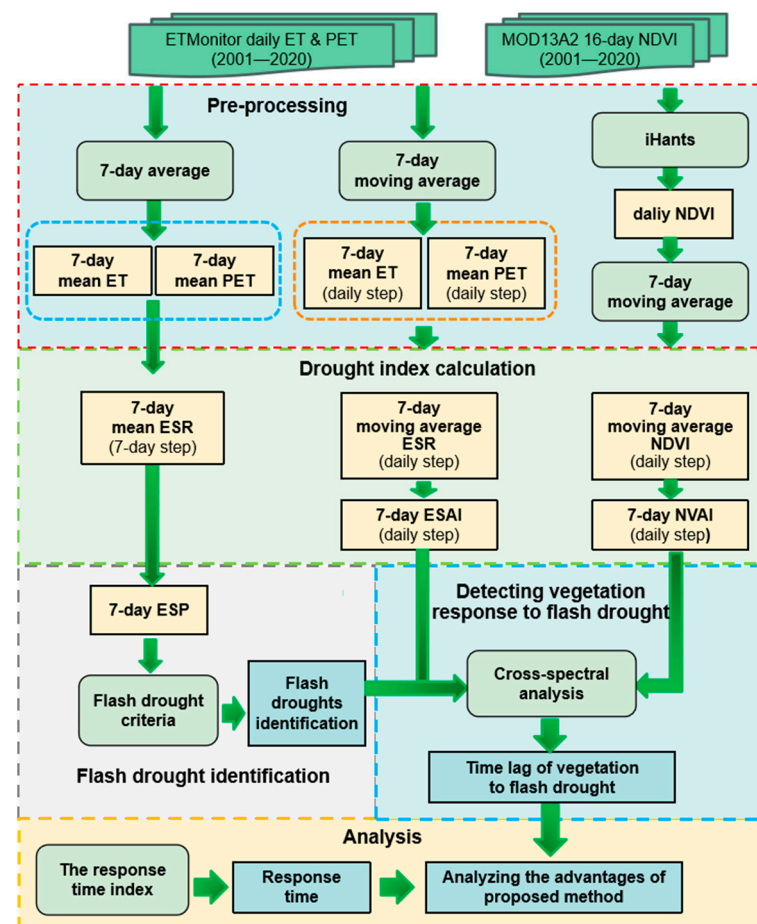 ETMonitor daily ET & PET
(2001—2020)
MOD13A2 16-day NDVI
(2001—2020)
Pre-processing
7-day average
7-day
moving average
iHants
daliy NDVI
7-day
mean ET
7-day
mean PET
7-day
mean ET
(daily step)
7-day
mean PET
(daily step)
7-day
moving average
Drought index calculation
7-day
mean ESR
(7-day step)
7-day
moving average
ESR
(daily step)
7-day
moving average
NDVI
(daily step)
7-day ESAI
(daily step)
7-day NVAI
(daily step)
7-day ESP
Detecting vegetation
response to flash drought
Flash drought
criteria
Flash
droughts
identification
Cross-spectral
analysis
Flash drought identification
Time lag of vegetation
to flash drought
Analysis
The response
time index
Response
time
Analyzing the advantages of
proposed method